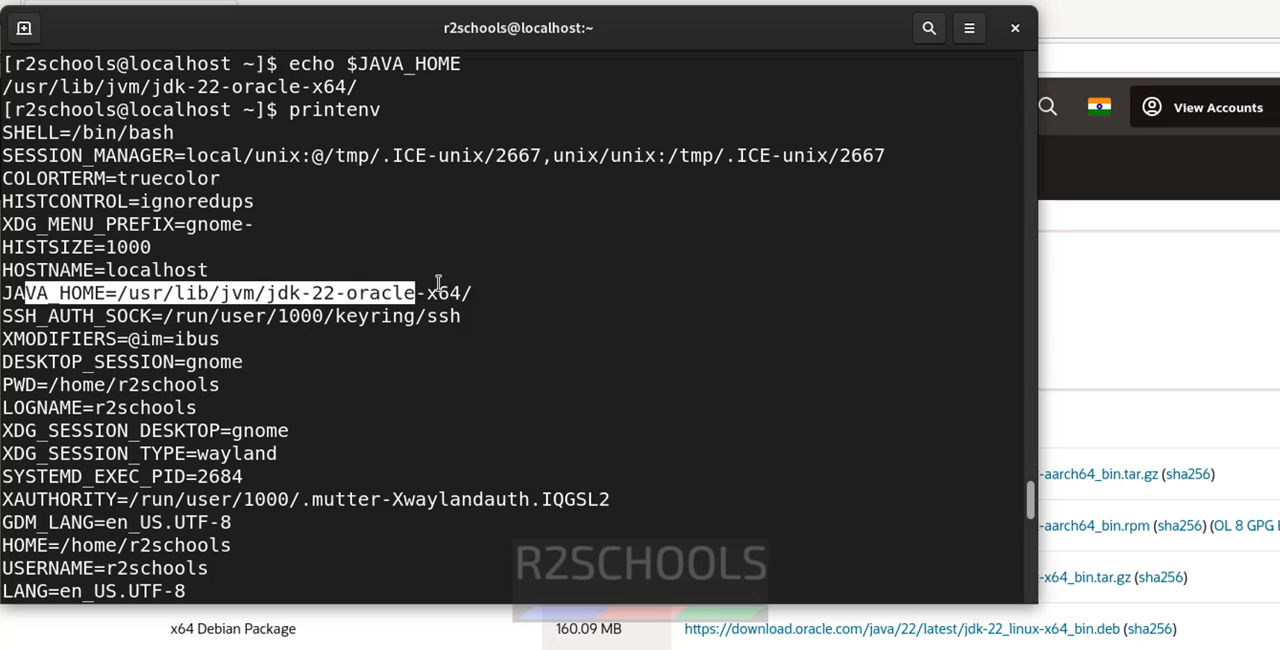 r2schools@localhost:~
[r2schools@localhost ~]$ echo $JAVA_HOME
/usr/lib/jvm/jdk-22-oracle-x64/
[r2schools@localhost ~]$ printenv
SHELL=/bin/bash
SESSION_MANAGER=local/unix:@/tmp/.ICE-unix/2667,unix/unix:/tmp/.ICE-unix/2667
COLORTERM=truecolor
HISTCONTROL=ignoredups
XDG_MENU_PREFIX=gnome-
HISTSIZE=1000
HOSTNAME=localhost
JAVA_HOME=/usr/lib/jvm/jdk-22-oracle-x64/
SSH_AUTH_SOCK=/run/user/1000/keyring/ssh
XMODIFIERS=@im=ibus
DESKTOP_SESSION=gnome
PWD=/home/r2schools
LOGNAME=r2schools
XDG_SESSION_DESKTOP=gnome
XDG_SESSION_TYPE=wayland
SYSTEMD_EXEC_PID=2684
XAUTHORITY=/run/user/1000/.mutter-Xwaylandauth.IQGSL2
GDM_LANG=en_US.UTF-8
HOME=/home/r2schools
USERNAME=r2schools
LANG=en_US.UTF-8
R2SCHOOLS
View Accounts
-aarch64_bin.tar.gz (sha256)
-aarch64_bin.rpm (sha256) (OL 8 GPG
-x64_bin.tar.gz (sha256)
x64 Debian Package 160.09 MB https://download.oracle.com/java/22/latest/jdk-22_linux-x64_bin.deb (sha256)